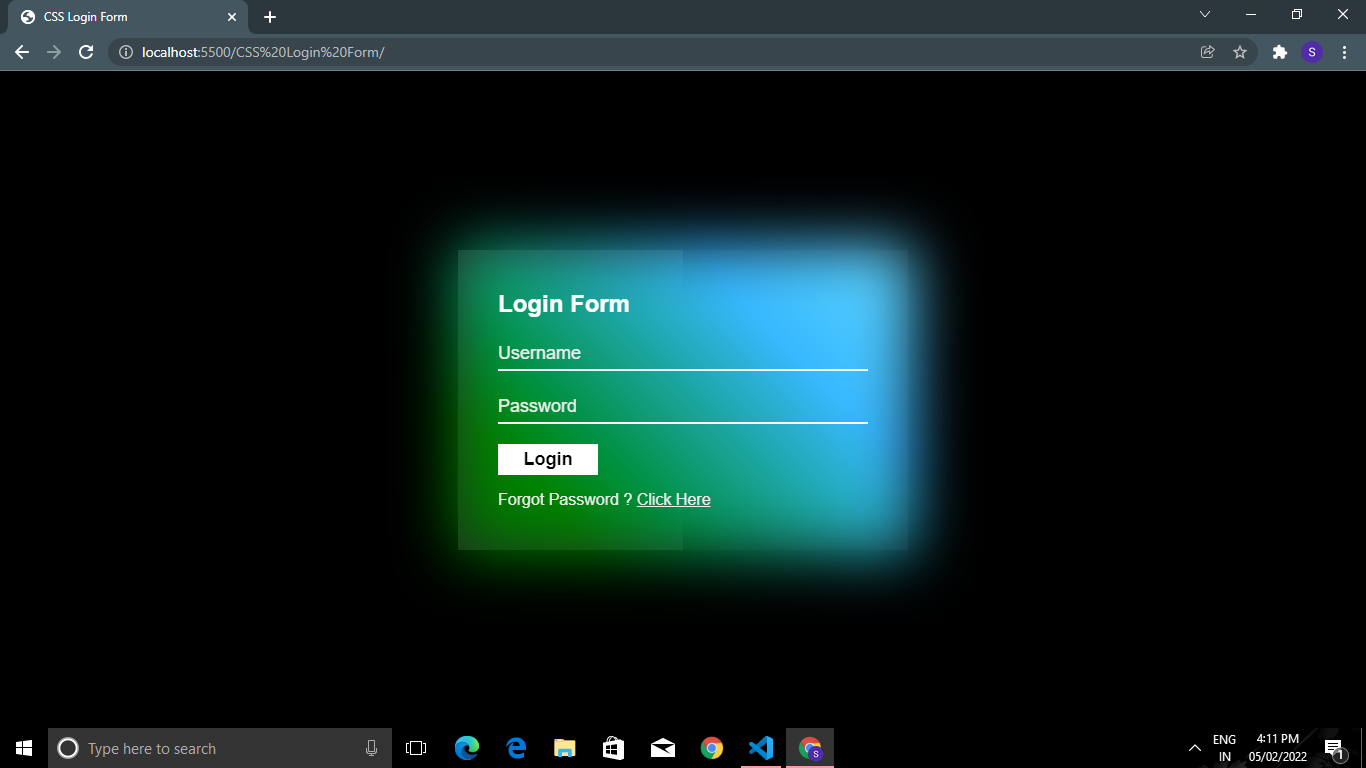 CSS Login Form
localhost:5500/CSS%20Login%20Form/
S
Login Form
Username
Password
Login
Forgot Password ? Click Here
Type here to search
S
ENG
IN
4:11 PM
05/02/2022
1